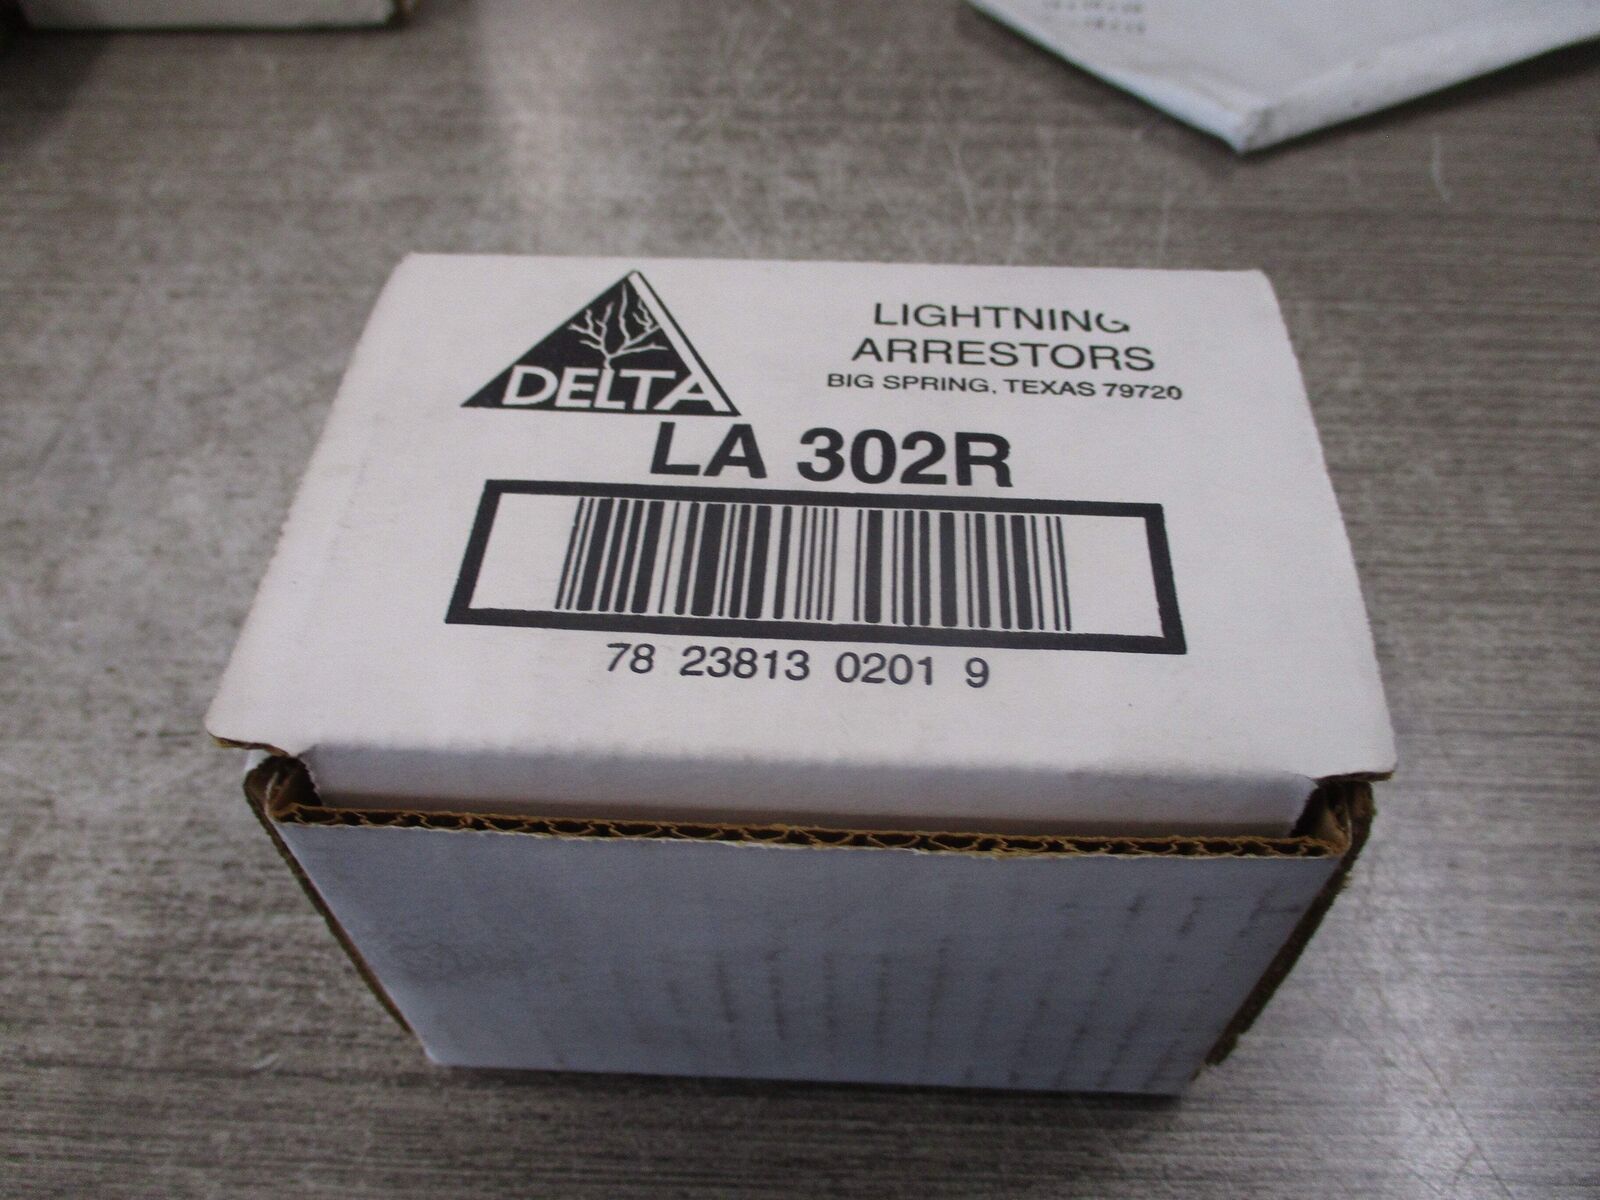 DELTA
LIGHTNING
ARRESTORS
BIG SPRING, TEXAS 79720
LA 302R
78 23813 0201 9